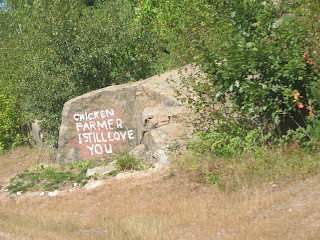 CHICKEN
FARMER
I STILL LOVE
YOU